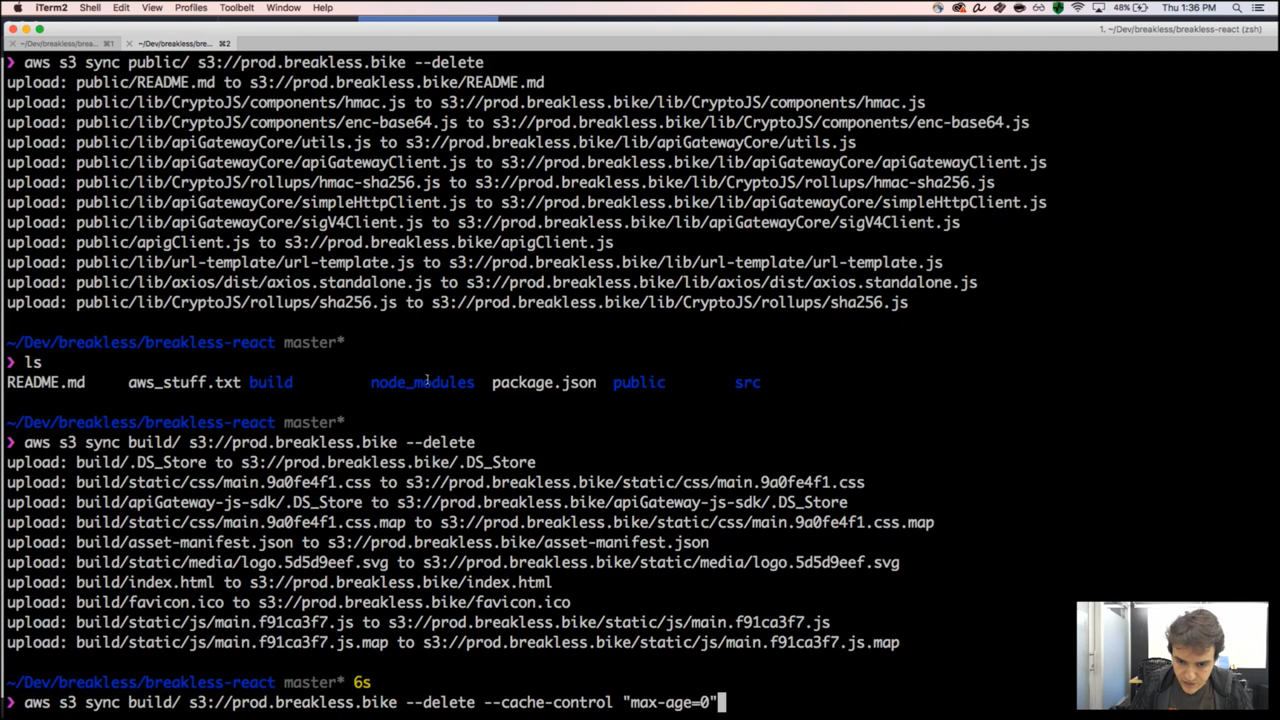 iTerm2 Shell Edit View Profiles Toolbelt Window Help 48% Thu 1:36 PM
~/Dev/breakless/brea... ⌘1 ~/Dev/breakless/bre... ⌘2 1. ~/Dev/breakless/breakless-react (zsh)
❯ aws s3 sync public/ s3://prod.breakless.bike --delete
upload: public/README.md to s3://prod.breakless.bike/README.md
upload: public/lib/CryptoJS/components/hmac.js to s3://prod.breakless.bike/lib/CryptoJS/components/hmac.js
upload: public/lib/CryptoJS/components/enc-base64.js to s3://prod.breakless.bike/lib/CryptoJS/components/enc-base64.js
upload: public/lib/apiGatewayCore/utils.js to s3://prod.breakless.bike/lib/apiGatewayCore/utils.js
upload: public/lib/apiGatewayCore/apiGatewayClient.js to s3://prod.breakless.bike/lib/apiGatewayCore/apiGatewayClient.js
upload: public/lib/CryptoJS/rollups/hmac-sha256.js to s3://prod.breakless.bike/lib/CryptoJS/rollups/hmac-sha256.js
upload: public/lib/apiGatewayCore/simpleHttpClient.js to s3://prod.breakless.bike/lib/apiGatewayCore/simpleHttpClient.js
upload: public/lib/apiGatewayCore/sigV4Client.js to s3://prod.breakless.bike/lib/apiGatewayCore/sigV4Client.js
upload: public/apigClient.js to s3://prod.breakless.bike/apigClient.js
upload: public/lib/url-template/url-template.js to s3://prod.breakless.bike/lib/url-template/url-template.js
upload: public/lib/axios/dist/axios.standalone.js to s3://prod.breakless.bike/lib/axios/dist/axios.standalone.js
upload: public/lib/CryptoJS/rollups/sha256.js to s3://prod.breakless.bike/lib/CryptoJS/rollups/sha256.js
~/Dev/breakless/breakless-react master*
❯ ls
README.md aws_stuff.txt build node_modules package.json public src
~/Dev/breakless/breakless-react master*
❯ aws s3 sync build/ s3://prod.breakless.bike --delete
upload: build/.DS_Store to s3://prod.breakless.bike/.DS_Store
upload: build/static/css/main.9a0fe4f1.css to s3://prod.breakless.bike/static/css/main.9a0fe4f1.css
upload: build/apiGateway-js-sdk/.DS_Store to s3://prod.breakless.bike/apiGateway-js-sdk/.DS_Store
upload: build/static/css/main.9a0fe4f1.css.map to s3://prod.breakless.bike/static/css/main.9a0fe4f1.css.map
upload: build/asset-manifest.json to s3://prod.breakless.bike/asset-manifest.json
upload: build/static/media/logo.5d5d9eef.svg to s3://prod.breakless.bike/static/media/logo.5d5d9eef.svg
upload: build/index.html to s3://prod.breakless.bike/index.html
upload: build/favicon.ico to s3://prod.breakless.bike/favicon.ico
upload: build/static/js/main.f91ca3f7.js to s3://prod.breakless.bike/static/js/main.f91ca3f7.js
upload: build/static/js/main.f91ca3f7.js.map to s3://prod.breakless.bike/static/js/main.f91ca3f7.js.map
~/Dev/breakless/breakless-react master* 6s
❯ aws s3 sync build/ s3://prod.breakless.bike --delete --cache-control "max-age=0"